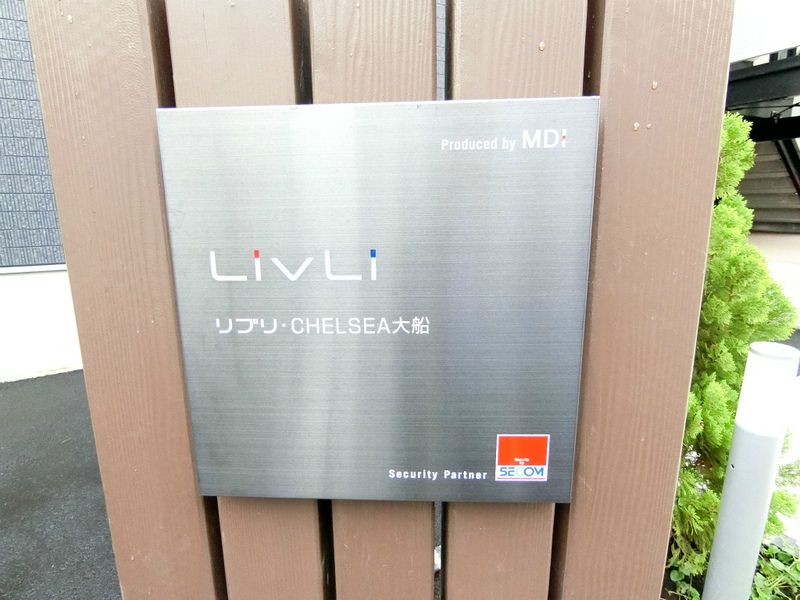 Produced by MDI
LivLi
リブリ・CHELSEA大船
Security Partner
SECOM